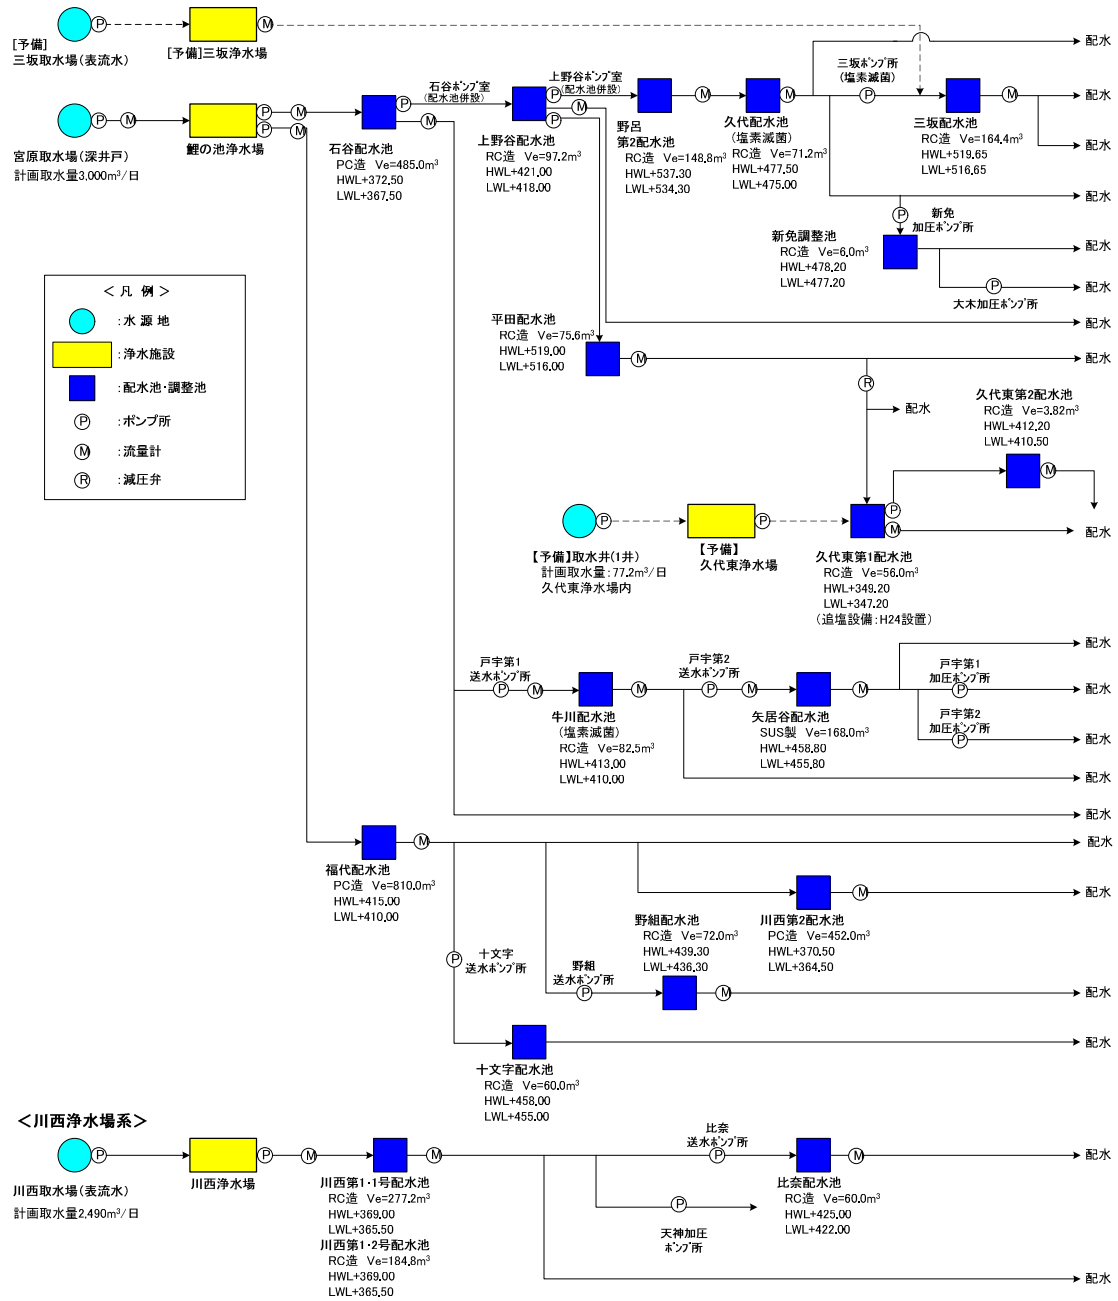 [予備]
三坂取水場(表流水)
P
[予備]三坂浄水場
M
宮原取水場(深井戸)
計画取水量3,000m³/日
P
M
鯉の池浄水場
P
M
P
M
石谷配水池
PC造 Ve=485.0m³
HWL+372.50
LWL+367.50
P
M
石谷ポンプ室
(配水池併設)
上野谷配水池
RC造 Ve=97.2m³
HWL+421.00
LWL+418.00
P
M
P
上野谷ポンプ室
(配水池併設)
野呂
第2配水池
RC造 Ve=148.8m³
HWL+537.30
LWL+534.30
M
久代配水池
(塩素滅菌)
RC造 Ve=71.2m³
HWL+477.50
LWL+475.00
M
三坂ポンプ所
(塩素滅菌)
P
三坂配水池
RC造 Ve=164.4m³
HWL+519.65
LWL+516.65
M
配水
配水
配水
配水
P
新免
加圧ポンプ所
新免調整池
RC造 Ve=6.0m³
HWL+478.20
LWL+477.20
配水
P
大木加圧ポンプ所
配水
配水
<凡 例>
:水 源 地
:浄水施設
:配水池・調整池
P
:ポンプ所
M
:流量計
R
:減圧弁
平田配水池
RC造 Ve=75.6m³
HWL+519.00
LWL+516.00
M
配水
R
配水
久代東第2配水池
RC造 Ve=3.82m³
HWL+412.20
LWL+410.50
M
P
【予備】取水井(1井)
計画取水量:77.2m³/日
久代東浄水場内
P
【予備】
久代東浄水場
P
M
久代東第1配水池
RC造 Ve=56.0m³
HWL+349.20
LWL+347.20
(追塩設備:H24設置)
配水
戸宇第1
送水ポンプ所
P
M
牛川配水池
(塩素滅菌)
RC造 Ve=82.5m³
HWL+413.00
LWL+410.00
M
戸宇第2
送水ポンプ所
P
M
矢居谷配水池
SUS製 Ve=168.0m³
HWL+458.80
LWL+455.80
M
配水
戸宇第1
加圧ポンプ所
P
配水
戸宇第2
加圧ポンプ所
P
配水
配水
配水
福代配水池
PC造 Ve=810.0m³
HWL+415.00
LWL+410.00
M
配水
川西第2配水池
PC造 Ve=452.0m³
HWL+370.50
LWL+364.50
M
配水
野組配水池
RC造 Ve=72.0m³
HWL+439.30
LWL+436.30
野組
送水ポンプ所
P
M
配水
十文字
送水ポンプ所
P
十文字配水池
RC造 Ve=60.0m³
HWL+458.00
LWL+455.00
配水
<川西浄水場系>
川西取水場(表流水)
計画取水量2,490m³/日
P
川西浄水場
P
M
川西第1・1号配水池
RC造 Ve=277.2m³
HWL+369.00
LWL+365.50
川西第1・2号配水池
RC造 Ve=184.8m³
HWL+369.00
LWL+365.50
M
比奈
送水ポンプ所
P
比奈配水池
RC造 Ve=60.0m³
HWL+425.00
LWL+422.00
M
配水
P
天神加圧
ポンプ所
配水